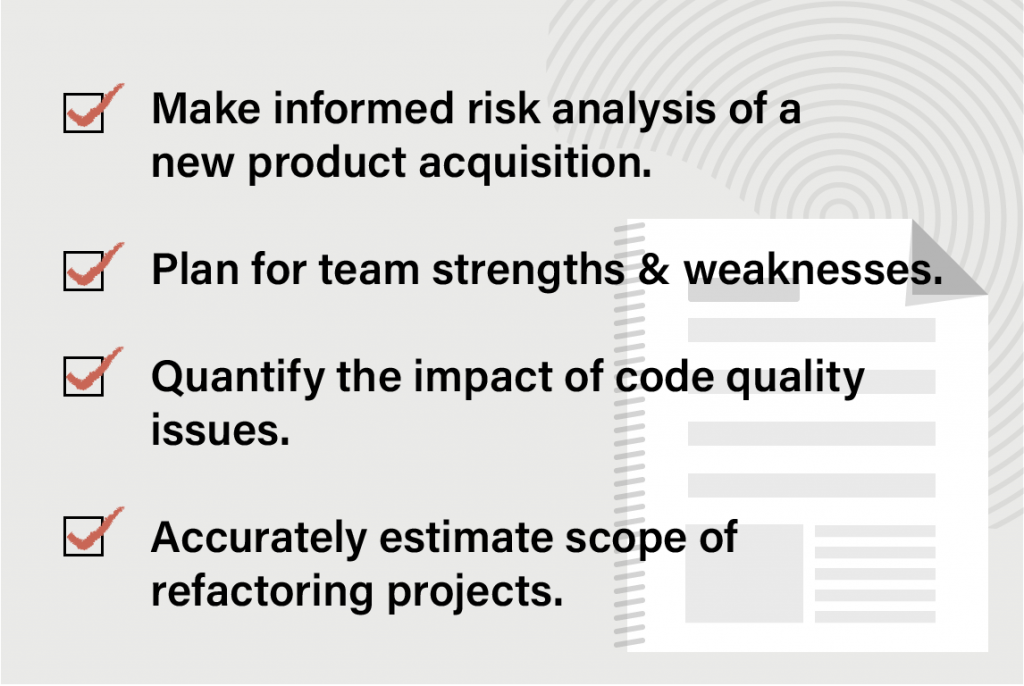 Make informed risk analysis of a
new product acquisition.
Plan for team strengths & weaknesses.
Quantify the impact of code quality
issues.
Accurately estimate scope of
refactoring projects.